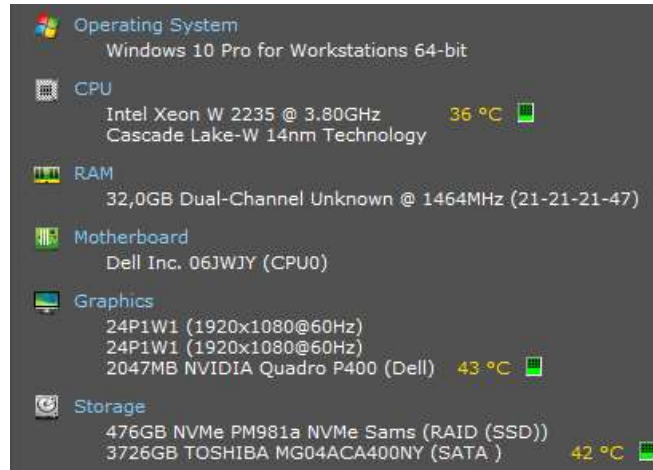 Operating System
Windows 10 Pro for Workstations 64-bit
CPU
Intel Xeon W 2235 @ 3.80GHz 36 °C
Cascade Lake-W 14nm Technology
RAM
32,0GB Dual-Channel Unknown @ 1464MHz (21-21-21-47)
Motherboard
Dell Inc. 06JWJY (CPU0)
Graphics
24P1W1 (1920x1080@60Hz)
24P1W1 (1920x1080@60Hz)
2047MB NVIDIA Quadro P400 (Dell) 43 °C
Storage
476GB NVMe PM981a NVMe Sams (RAID (SSD))
3726GB TOSHIBA MG04ACA400NY (SATA ) 42 °C